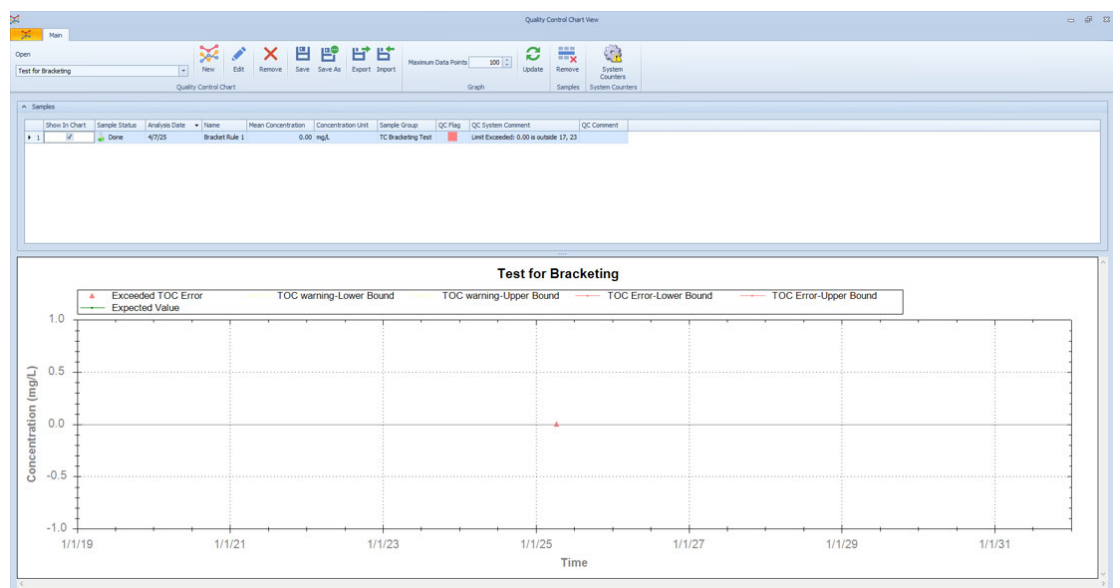 Quality Control Chart View
Main
Open
Test for Bracketing
New Edit Remove Save Save As Export Import
Maximum Data Points 100
Update Remove System Counters
Quality Control Chart Graph Samples System Counters
Samples
Show In Chart Sample Status Analysis Date Name Mean Concentration Concentration Unit Sample Group QC Flag QC System Comment QC Comment
1 Done 4/7/25 Bracket Rule 1 0.00 mg/L TC Bracketing Test Limit Exceeded: 0.00 is outside 17, 23
Test for Bracketing
Exceeded TOC Error TOC warning-Lower Bound TOC warning-Upper Bound TOC Error-Lower Bound TOC Error-Upper Bound
Expected Value
1.0
0.5
0.0
-0.5
-1.0
Concentration (mg/L)
1/1/19 1/1/21 1/1/23 1/1/25 1/1/27 1/1/29 1/1/31
Time